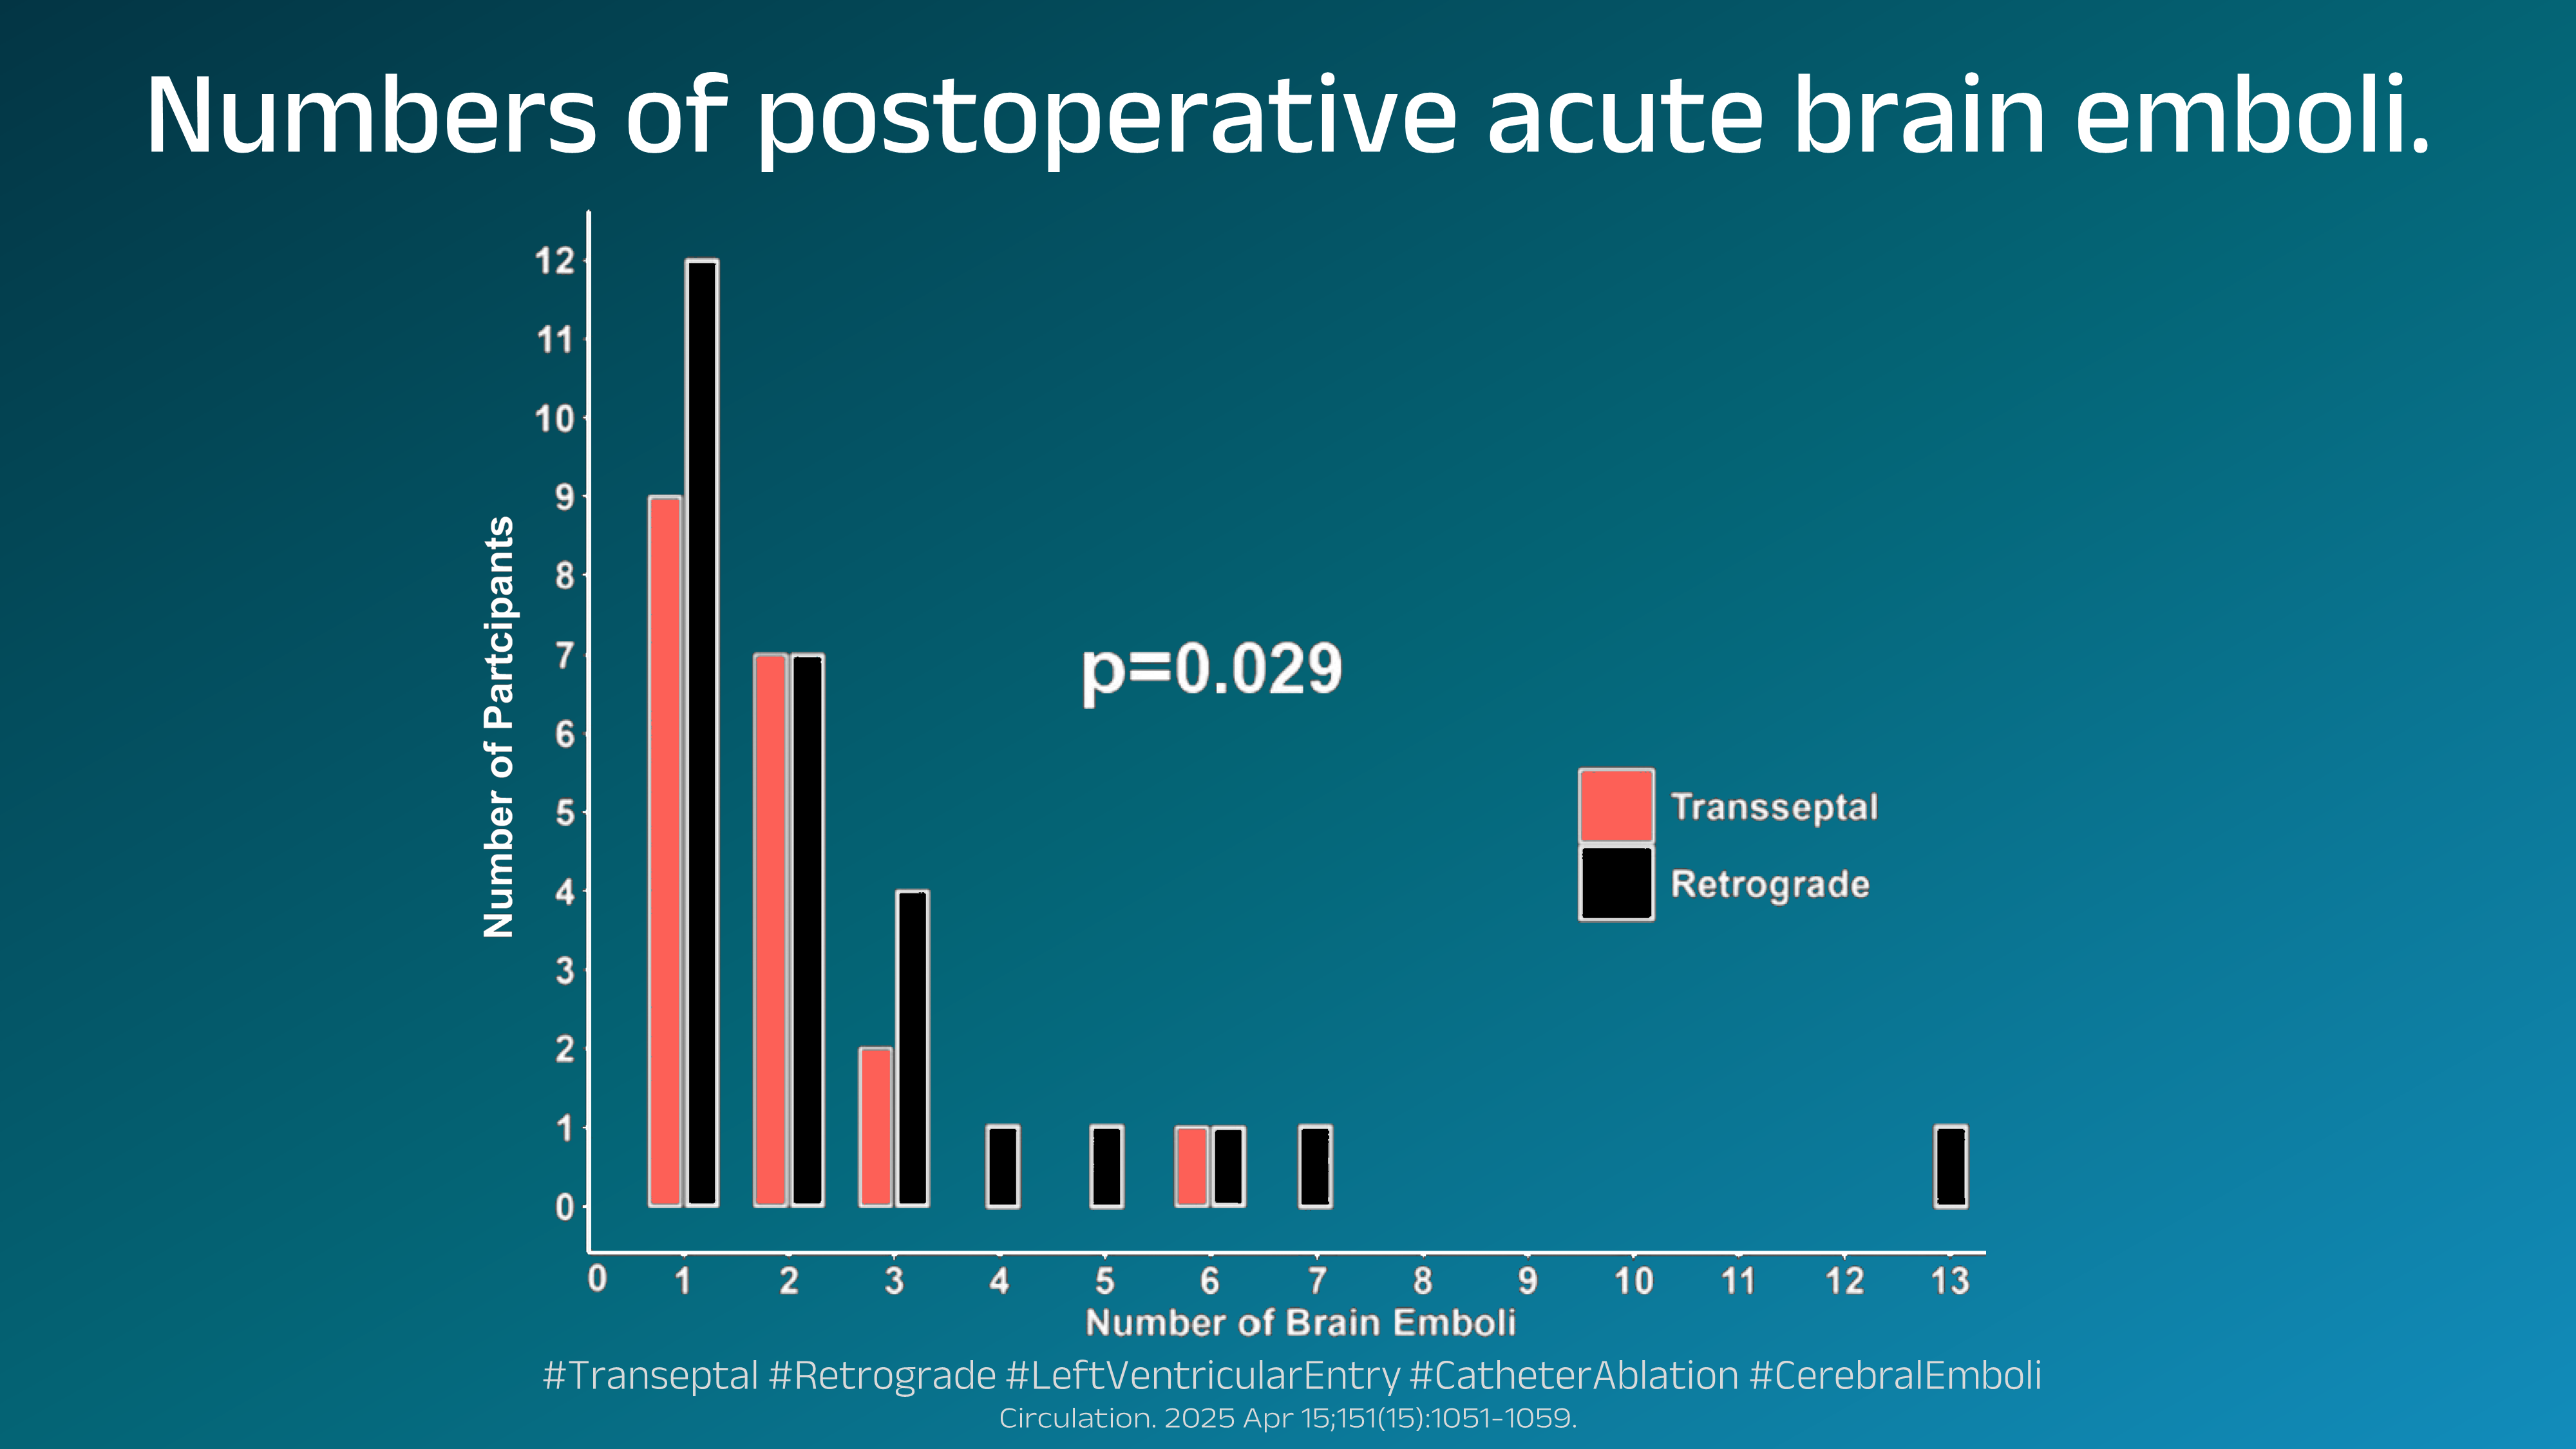 Numbers of postoperative acute brain emboli.
12
11
10
9
8
7
6
5
4
3
2
1
0
Number of Partcipants
p=0.029
Transseptal
Retrograde
0 1 2 3 4 5 6 7 8 9 10 11 12 13
Number of Brain Emboli
#Transeptal #Retrograde #LeftVentricularEntry #CatheterAblation #CerebralEmboli
Circulation. 2025 Apr 15;151(15):1051-1059.